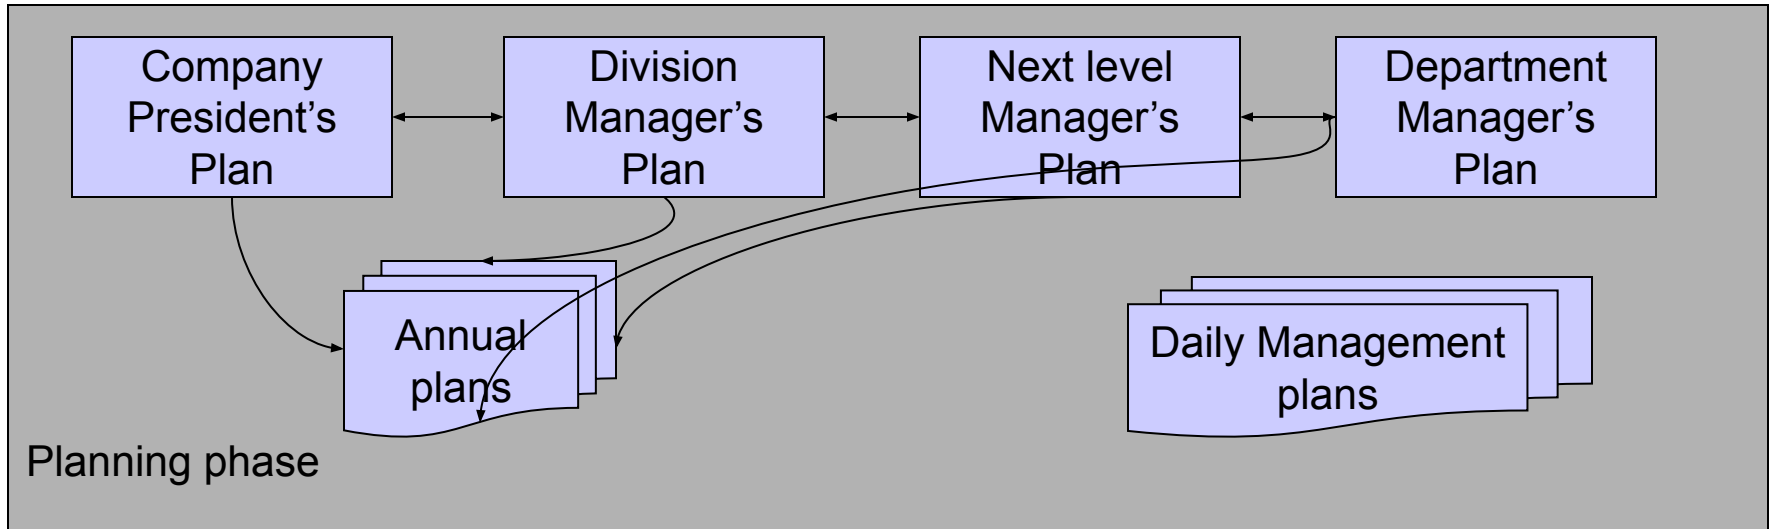 Company
President’s
Plan
Division
Manager’s
Plan
Next level
Manager’s
Plan
Department
Manager’s
Plan
Annual
plans
Daily Management
plans
Planning phase